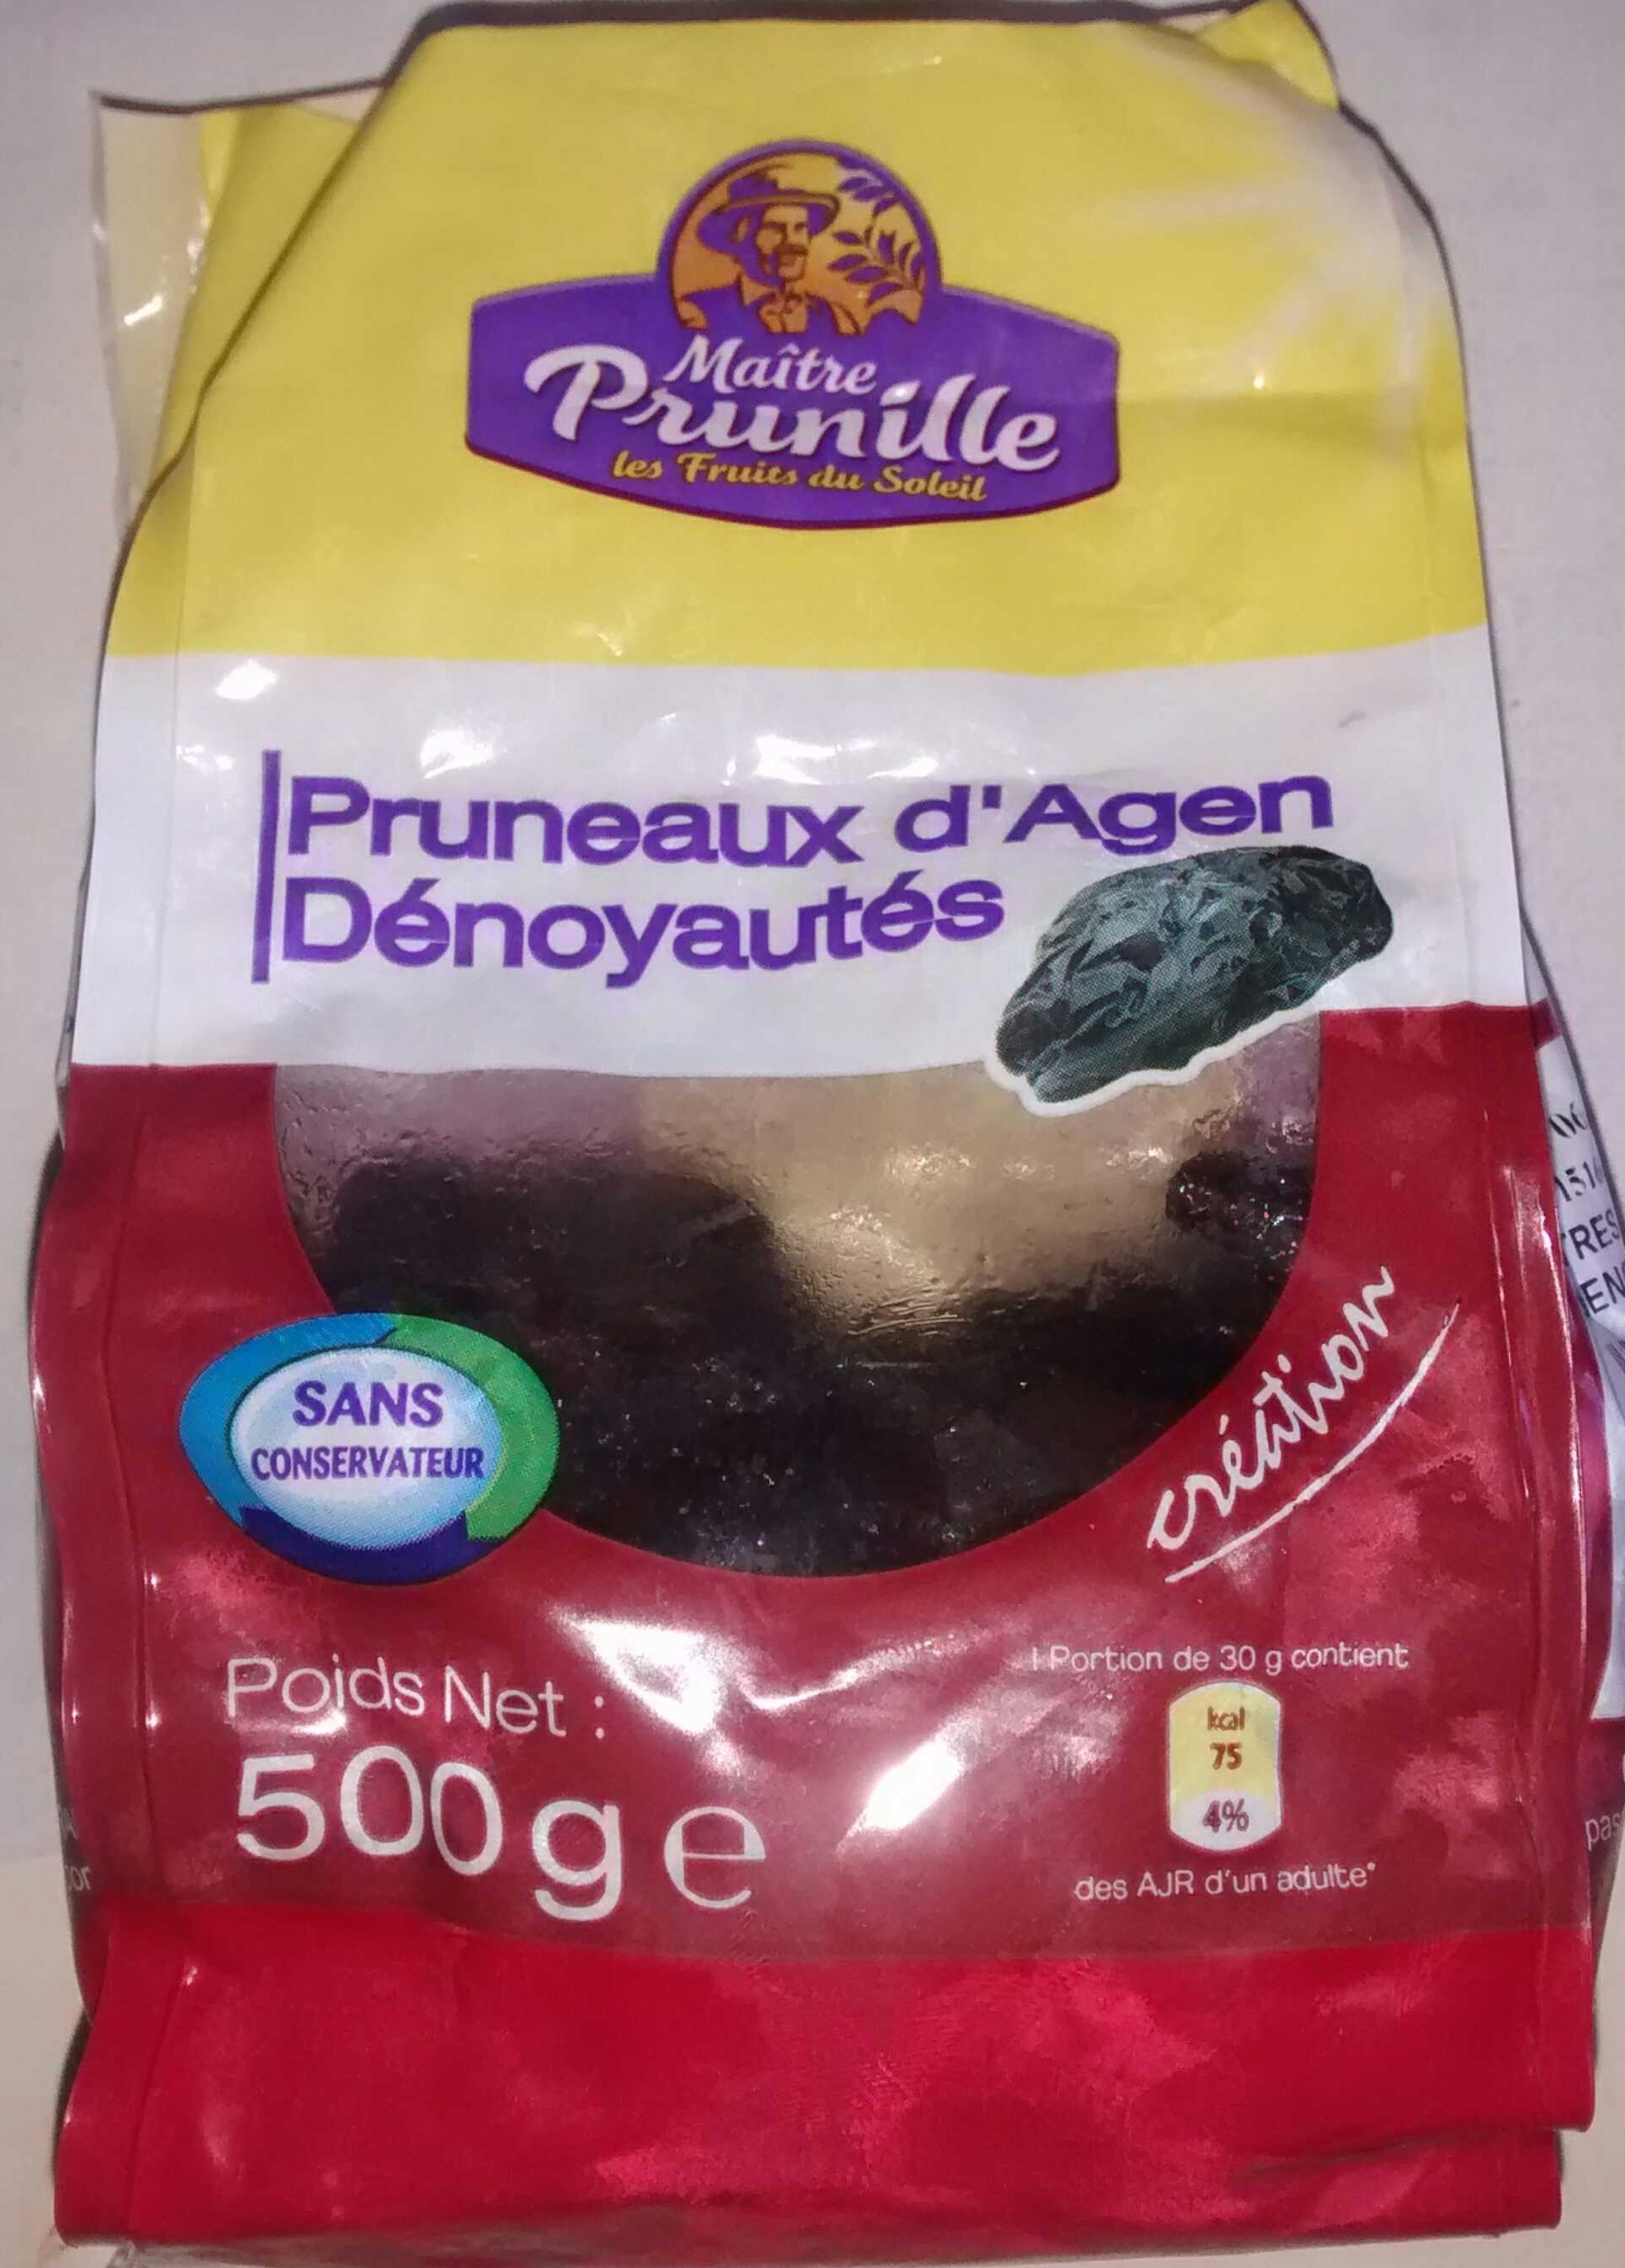 Maître
Prunille
les Fruits du Soleil
Pruneaux d'Agen
Dénoyautés
SANS
CONSERVATEUR
création
Poids Net :
500 g e
1 Portion de 30 g contient
kcal
75
4%
des AJR d'un adulte*